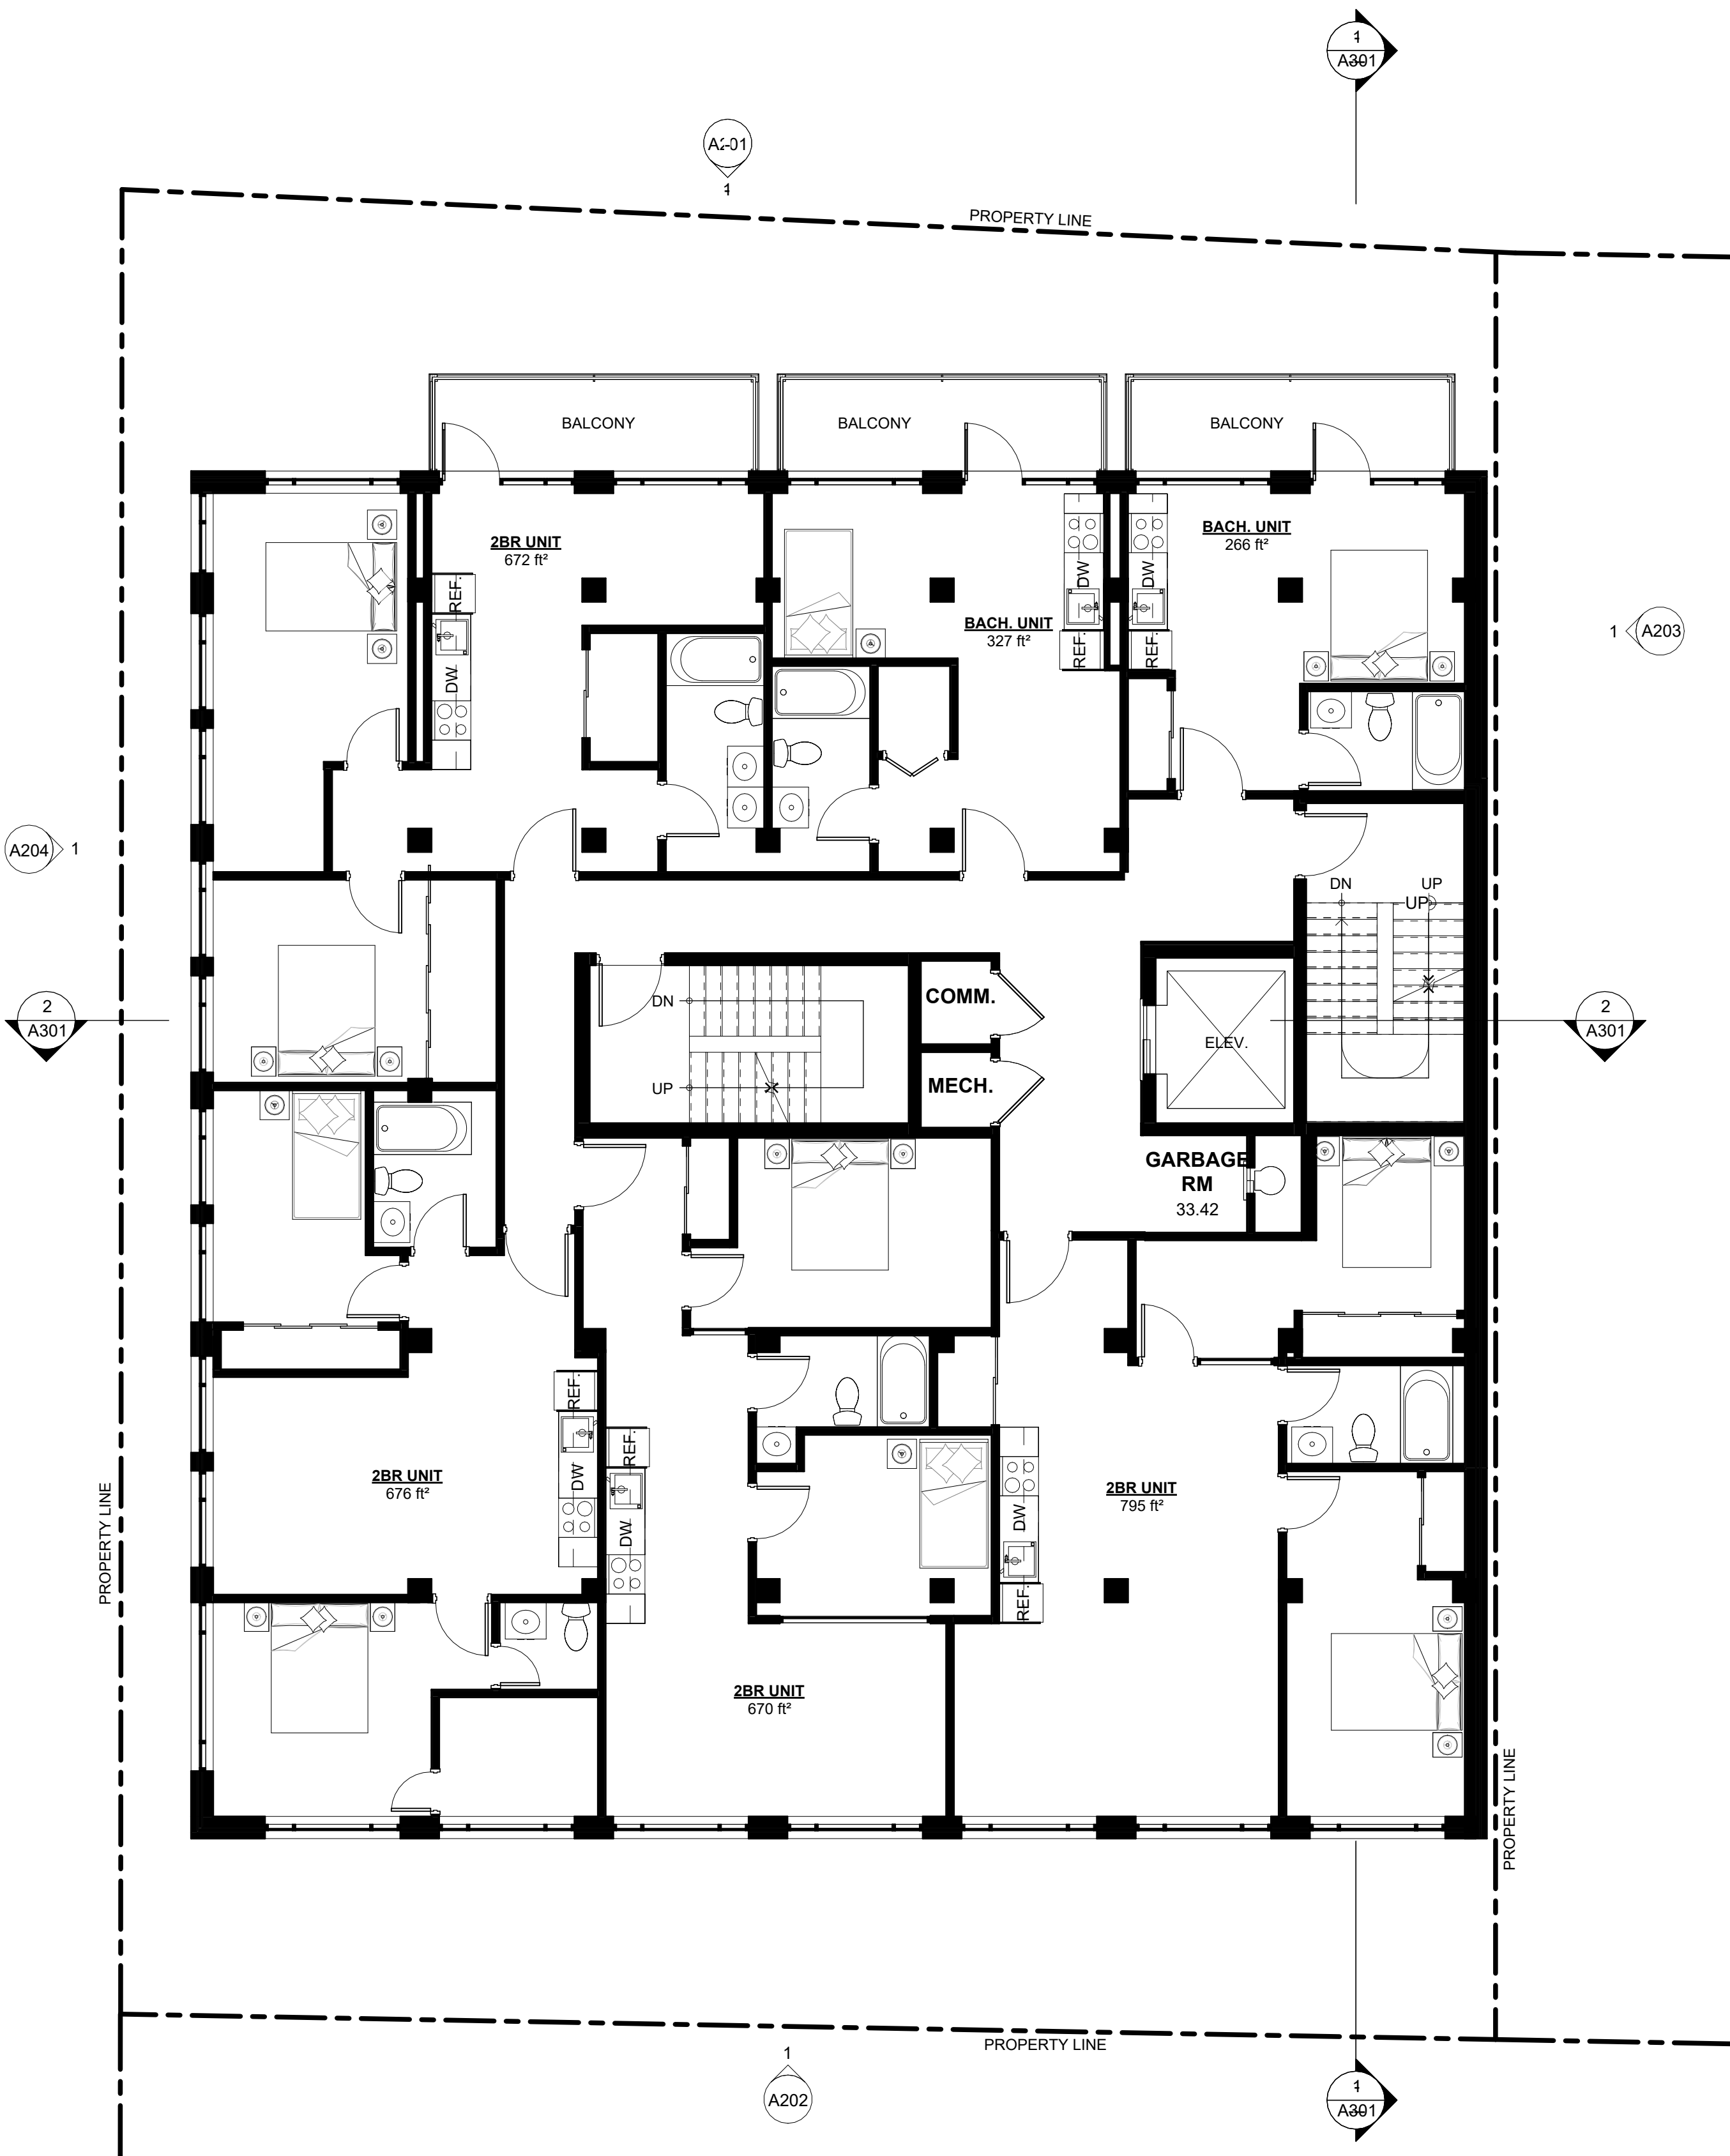 1
A301
A201
1
PROPERTY LINE
BALCONY
BALCONY
BALCONY
2BR UNIT
672 ft²
BACH. UNIT
266 ft²
REF.
DW
DW
DW
BACH. UNIT
327 ft²
REF.
REF.
1
A203
A204
1
DN
UP
UP
2
A301
DN
UP
COMM.
MECH.
ELEV.
2
A301
GARBAGE
RM
33.42
REF.
DW
REF.
DW
2BR UNIT
676 ft²
DW
REF.
2BR UNIT
795 ft²
PROPERTY LINE
2BR UNIT
670 ft²
PROPERTY LINE
PROPERTY LINE
1
A202
1
A301